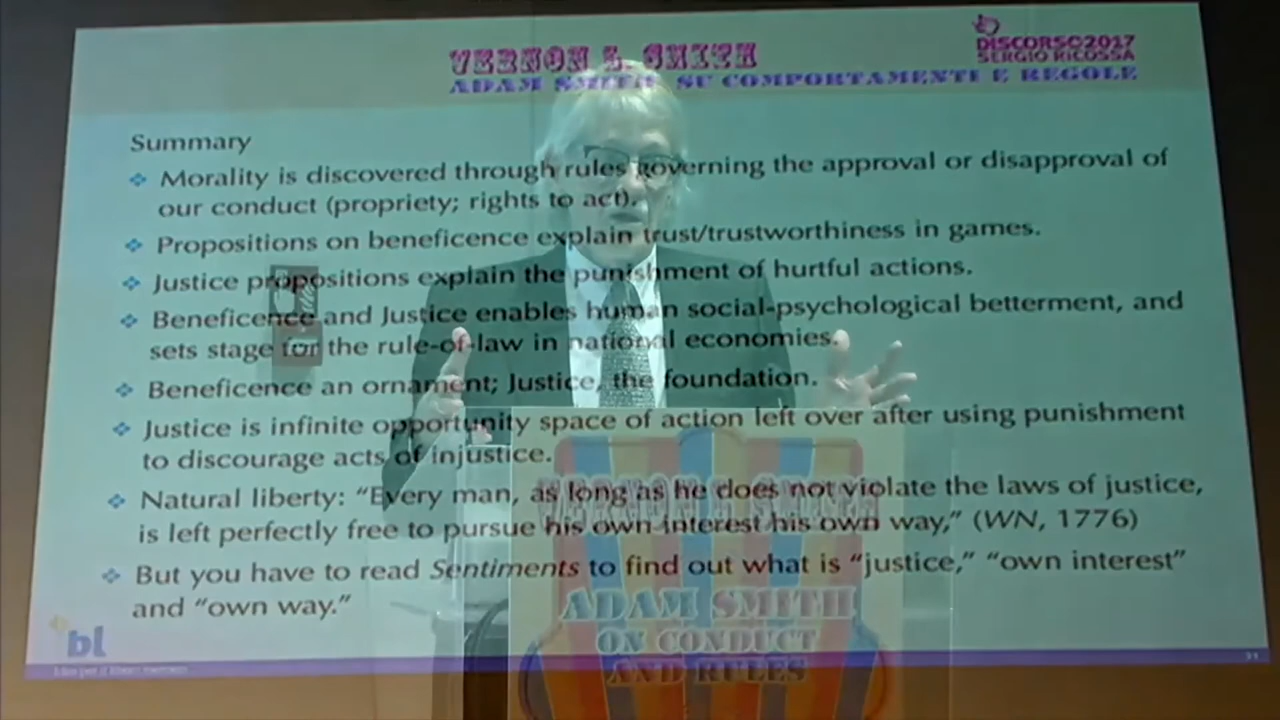 VERNON L. SMITH
DISCORSO2017
SERGIO RICOSSA
ADAM SMITH SU COMPORTAMENTI E REGOLE
Summary
Morality is discovered through rules governing the approval or disapproval of
our conduct (propriety; rights to act).
Propositions on beneficence explain trust/trustworthiness in games.
Justice propositions explain the punishment of hurtful actions.
Beneficence and Justice enables human social-psychological betterment, and
sets stage for the rule-of-law in national economies.
Beneficence an ornament; Justice, the foundation.
Justice is infinite opportunity space of action left over after using punishment
to discourage acts of injustice.
Natural liberty: “Every man, as long as he does not violate the laws of justice,
is left perfectly free to pursue his own interest his own way,” (WN, 1776)
But you have to read Sentiments to find out what is “justice,” “own interest”
and “own way.”
bl
VERNON L. SMITH
ADAM SMITH
ON CONDUCT
AND RULES